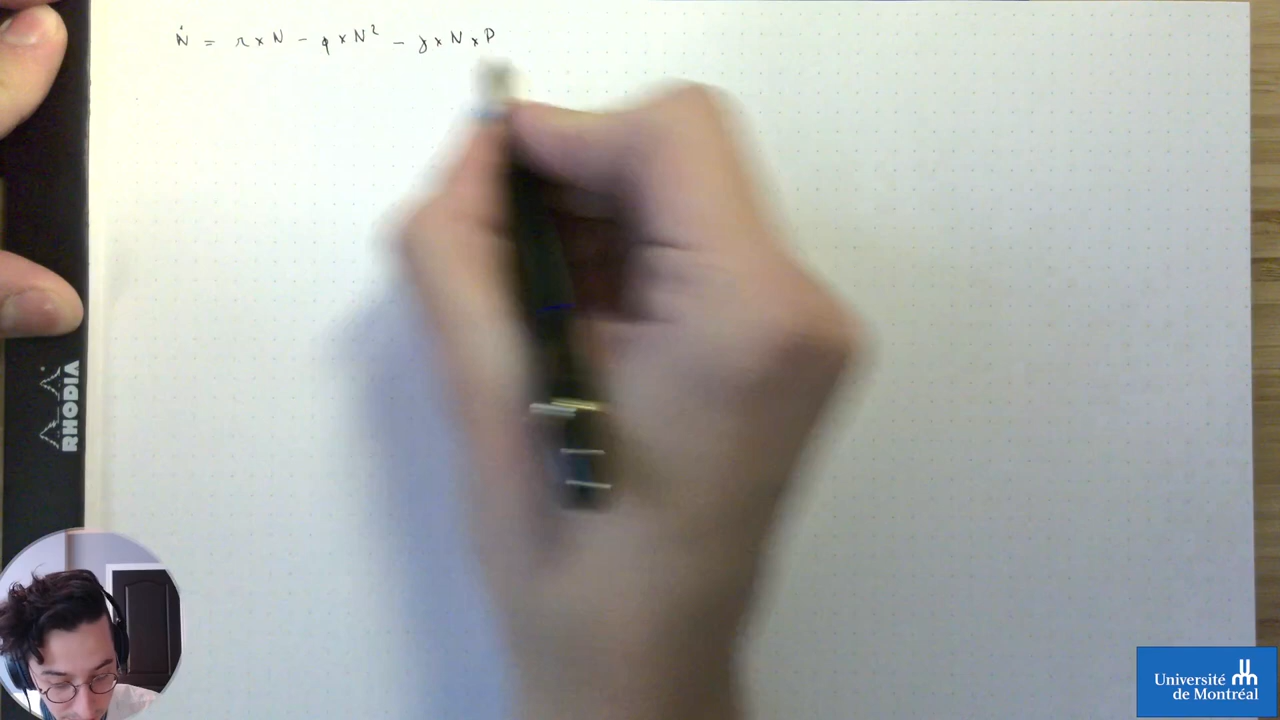 Ṅ = r × N − q × N² − γ × N × P
RHODIA
Université
de Montréal